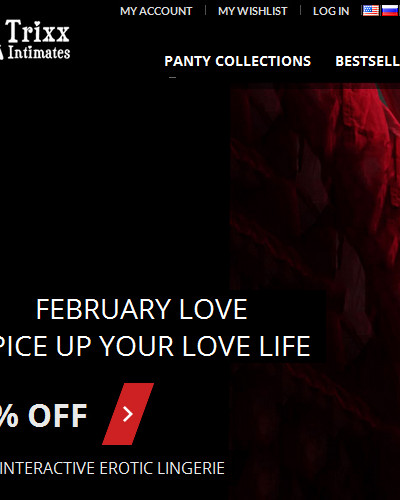 MY ACCOUNT MY WISHLIST LOG IN
Trixx
Intimates
PANTY COLLECTIONS BESTSELL
FEBRUARY LOVE
PICE UP YOUR LOVE LIFE
% OFF
INTERACTIVE EROTIC LINGERIE